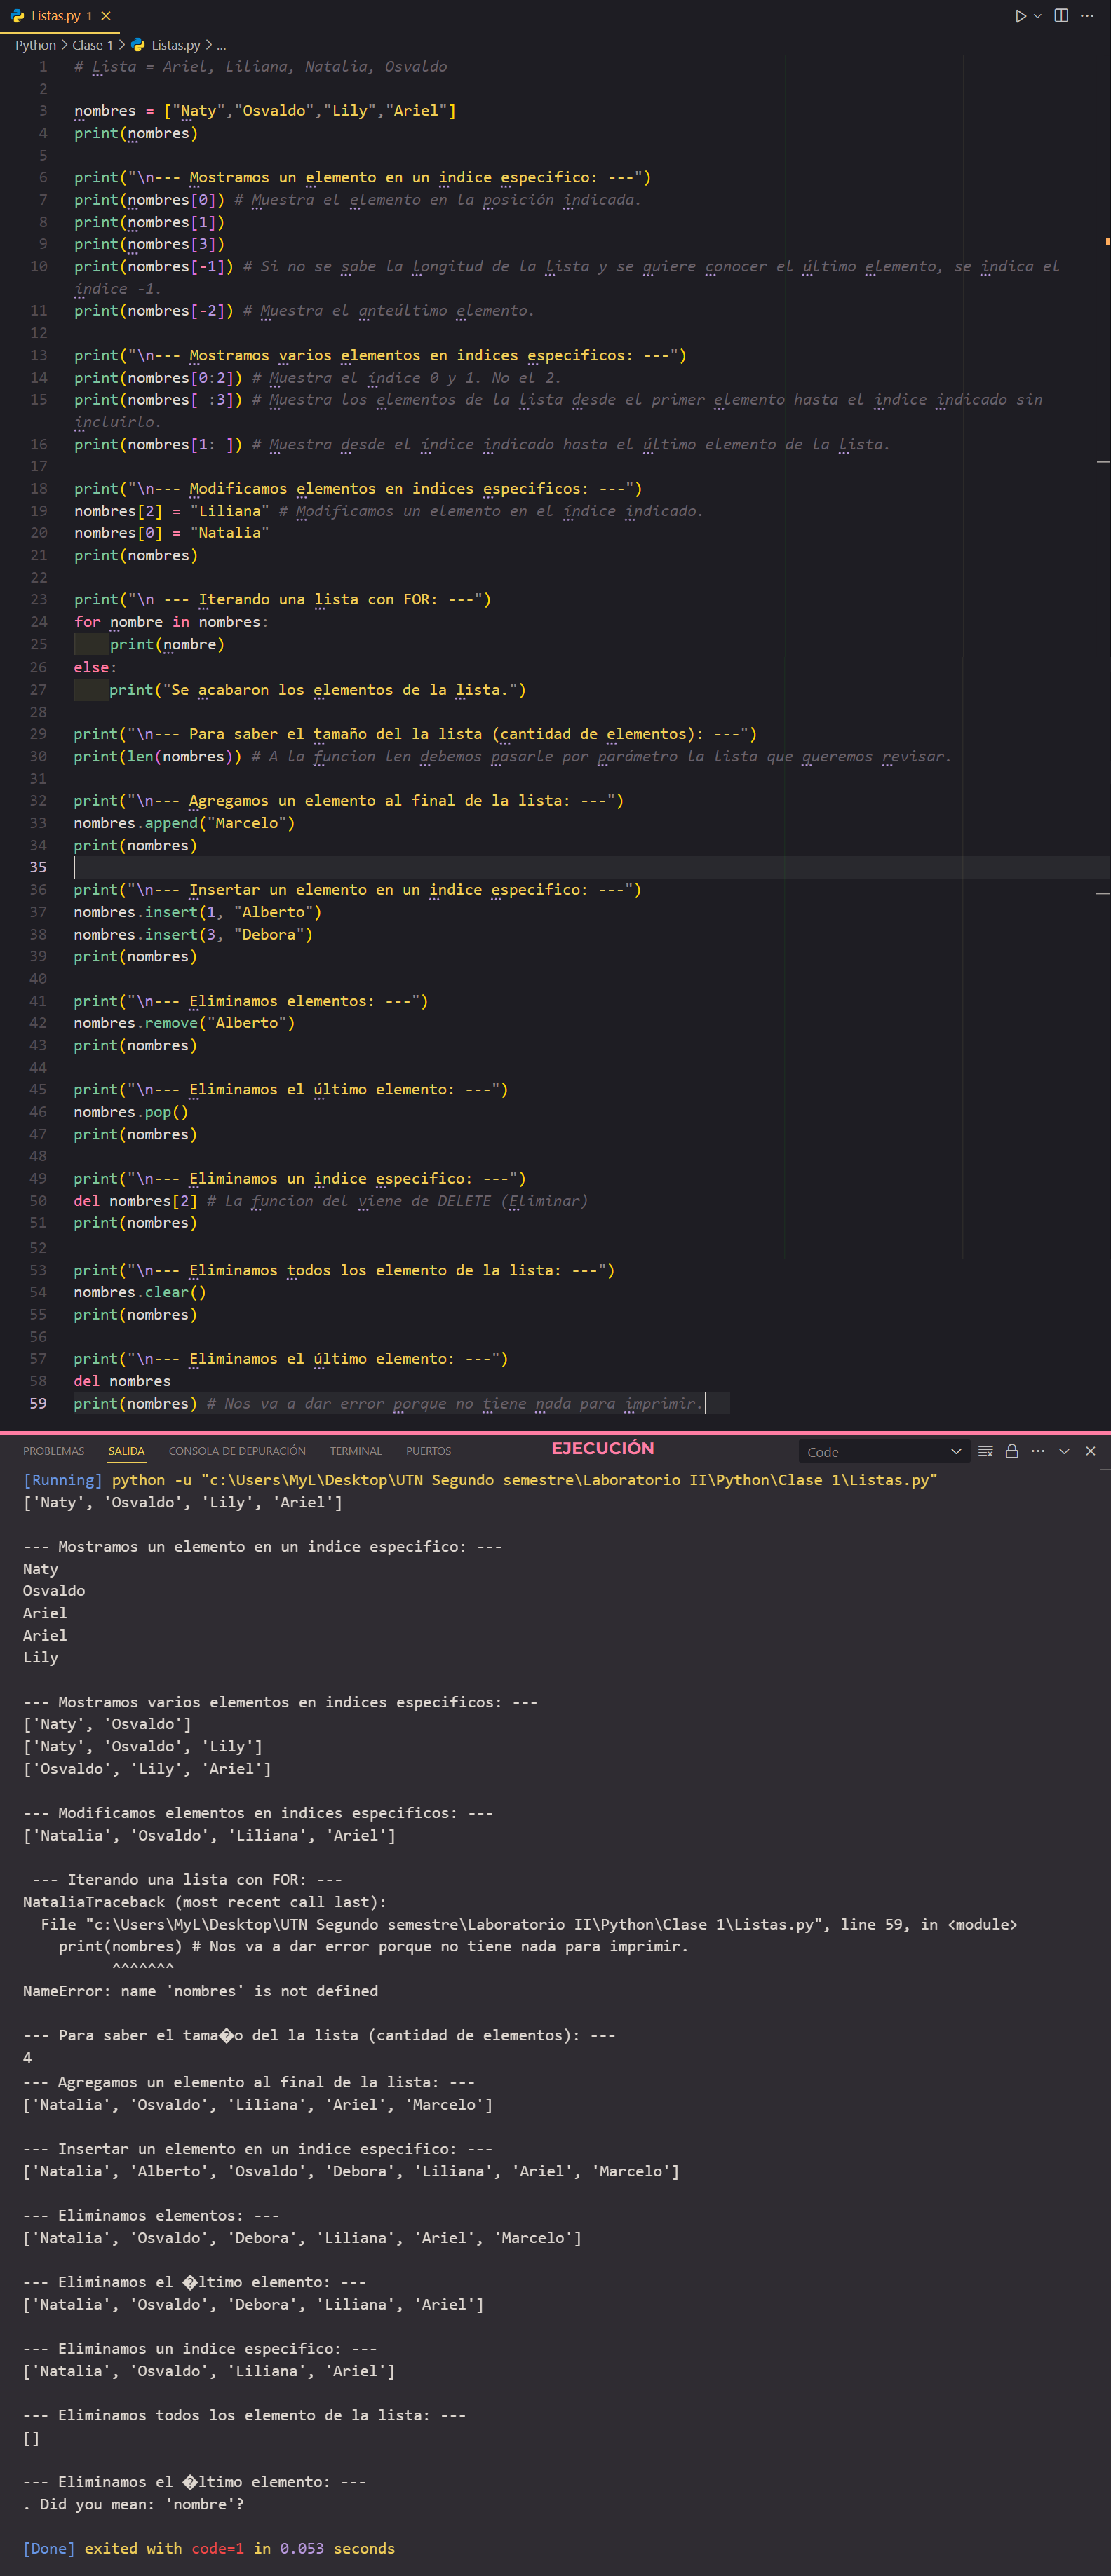 Listas.py 1
Python > Clase 1 > Listas.py > ...
1 # Lista = Ariel, Liliana, Natalia, Osvaldo
2
3 nombres = ["Naty","Osvaldo","Lily","Ariel"]
4 print(nombres)
5
6 print("\n--- Mostramos un elemento en un indice especifico: ---")
7 print(nombres[0]) # Muestra el elemento en la posición indicada.
8 print(nombres[1])
9 print(nombres[3])
10 print(nombres[-1]) # Si no se sabe la longitud de la lista y se quiere conocer el último elemento, se indica el
índice -1.
11 print(nombres[-2]) # Muestra el anteúltimo elemento.
12
13 print("\n--- Mostramos varios elementos en indices especificos: ---")
14 print(nombres[0:2]) # Muestra el índice 0 y 1. No el 2.
15 print(nombres[ :3]) # Muestra los elementos de la lista desde el primer elemento hasta el indice indicado sin
incluirlo.
16 print(nombres[1: ]) # Muestra desde el índice indicado hasta el último elemento de la lista.
17
18 print("\n--- Modificamos elementos en indices especificos: ---")
19 nombres[2] = "Liliana" # Modificamos un elemento en el índice indicado.
20 nombres[0] = "Natalia"
21 print(nombres)
22
23 print("\n --- Iterando una lista con FOR: ---")
24 for nombre in nombres:
25 print(nombre)
26 else:
27 print("Se acabaron los elementos de la lista.")
28
29 print("\n--- Para saber el tamaño del la lista (cantidad de elementos): ---")
30 print(len(nombres)) # A la funcion len debemos pasarle por parámetro la lista que queremos revisar.
31
32 print("\n--- Agregamos un elemento al final de la lista: ---")
33 nombres.append("Marcelo")
34 print(nombres)
35
36 print("\n--- Insertar un elemento en un indice especifico: ---")
37 nombres.insert(1, "Alberto")
38 nombres.insert(3, "Debora")
39 print(nombres)
40
41 print("\n--- Eliminamos elementos: ---")
42 nombres.remove("Alberto")
43 print(nombres)
44
45 print("\n--- Eliminamos el último elemento: ---")
46 nombres.pop()
47 print(nombres)
48
49 print("\n--- Eliminamos un indice especifico: ---")
50 del nombres[2] # La funcion del viene de DELETE (Eliminar)
51 print(nombres)
52
53 print("\n--- Eliminamos todos los elemento de la lista: ---")
54 nombres.clear()
55 print(nombres)
56
57 print("\n--- Eliminamos el último elemento: ---")
58 del nombres
59 print(nombres) # Nos va a dar error porque no tiene nada para imprimir.
PROBLEMAS SALIDA CONSOLA DE DEPURACIÓN TERMINAL PUERTOS EJECUCIÓN Code
[Running] python -u "c:\Users\MyL\Desktop\UTN Segundo semestre\Laboratorio II\Python\Clase 1\Listas.py"
['Naty', 'Osvaldo', 'Lily', 'Ariel']

--- Mostramos un elemento en un indice especifico: ---
Naty
Osvaldo
Ariel
Ariel
Lily

--- Mostramos varios elementos en indices especificos: ---
['Naty', 'Osvaldo']
['Naty', 'Osvaldo', 'Lily']
['Osvaldo', 'Lily', 'Ariel']

--- Modificamos elementos en indices especificos: ---
['Natalia', 'Osvaldo', 'Liliana', 'Ariel']

--- Iterando una lista con FOR: ---
NataliaTraceback (most recent call last):
File "c:\Users\MyL\Desktop\UTN Segundo semestre\Laboratorio II\Python\Clase 1\Listas.py", line 59, in <module>
print(nombres) # Nos va a dar error porque no tiene nada para imprimir.
^^^^^^^
NameError: name 'nombres' is not defined

--- Para saber el tama�o del la lista (cantidad de elementos): ---
4
--- Agregamos un elemento al final de la lista: ---
['Natalia', 'Osvaldo', 'Liliana', 'Ariel', 'Marcelo']

--- Insertar un elemento en un indice especifico: ---
['Natalia', 'Alberto', 'Osvaldo', 'Debora', 'Liliana', 'Ariel', 'Marcelo']

--- Eliminamos elementos: ---
['Natalia', 'Osvaldo', 'Debora', 'Liliana', 'Ariel', 'Marcelo']

--- Eliminamos el �ltimo elemento: ---
['Natalia', 'Osvaldo', 'Debora', 'Liliana', 'Ariel']

--- Eliminamos un indice especifico: ---
['Natalia', 'Osvaldo', 'Liliana', 'Ariel']

--- Eliminamos todos los elemento de la lista: ---
[]

--- Eliminamos el �ltimo elemento: ---
. Did you mean: 'nombre'?

[Done] exited with code=1 in 0.053 seconds